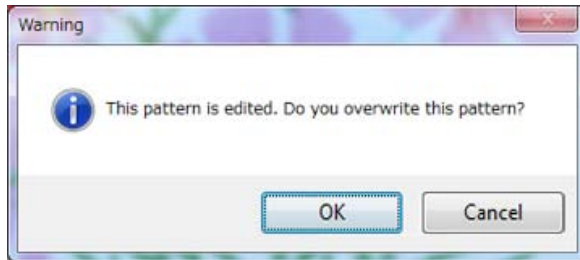 Warning
This pattern is edited. Do you overwrite this pattern?
OK
Cancel